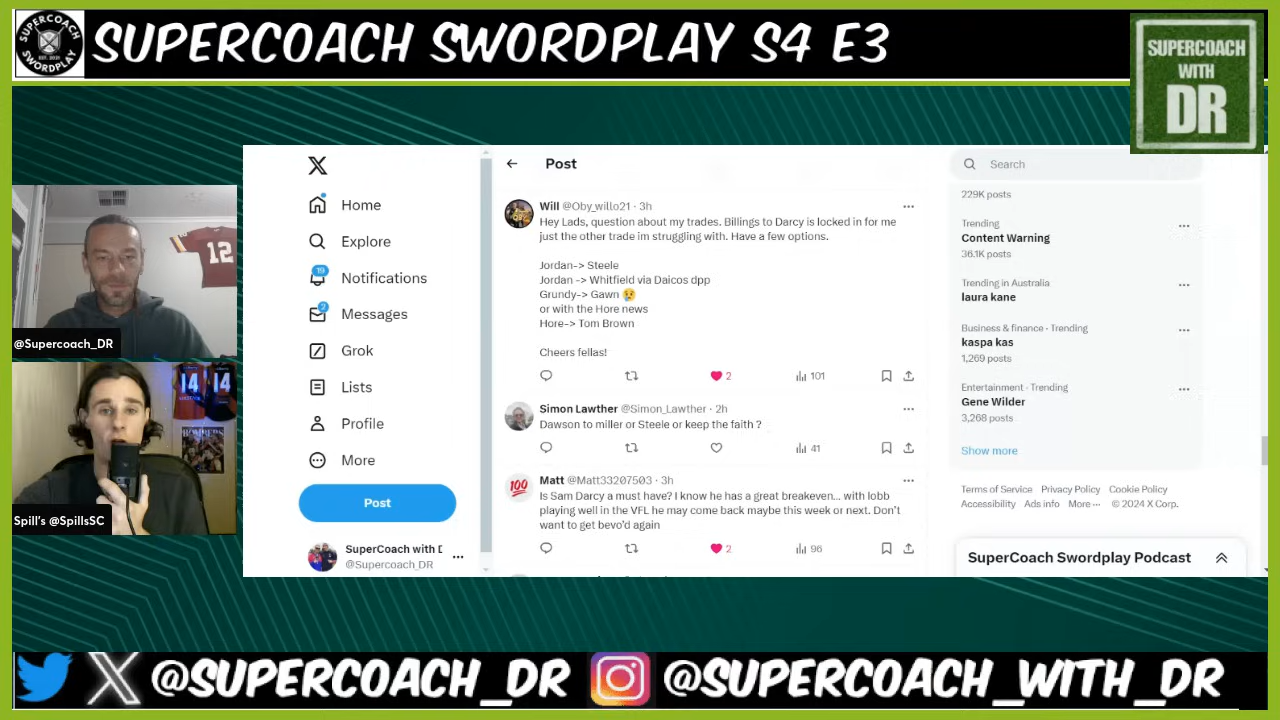 SUPERCOACH
SWORDPLAY
SUPERCOACH SWORDPLAY S4 E3
SUPERCOACH
WITH
DR
@Supercoach_DR
14
14
12
Spill's @SpillsSC
Home
Explore
19
Notifications
2
Messages
Grok
Lists
Profile
More
Post
SuperCoach with D
@Supercoach_DR
Post
Will @Oby_willo21 · 3h
Hey Lads, question about my trades. Billings to Darcy is locked in for me
just the other trade im struggling with. Have a few options.
Jordan-> Steele
Jordan -> Whitfield via Daicos dpp
Grundy-> Gawn 😢
or with the Hore news
Hore-> Tom Brown
Cheers fellas!
2
101
Simon Lawther @Simon_Lawther · 2h
Dawson to miller or Steele or keep the faith ?
41
100
Matt @Matt33207503 · 3h
Is Sam Darcy a must have? I know he has a great breakeven... with lobb
playing well in the VFL he may come back maybe this week or next. Don't
want to get bevo'd again
2
96
Search
229K posts
Trending
Content Warning
36.1K posts
Trending in Australia
laura kane
Business & finance · Trending
kaspa kas
1,269 posts
Entertainment · Trending
Gene Wilder
3,268 posts
Show more
Terms of Service Privacy Policy Cookie Policy
Accessibility Ads info More ··· © 2024 X Corp.
SuperCoach Swordplay Podcast
@SUPERCOACH_DR
@SUPERCOACH_WITH_DR